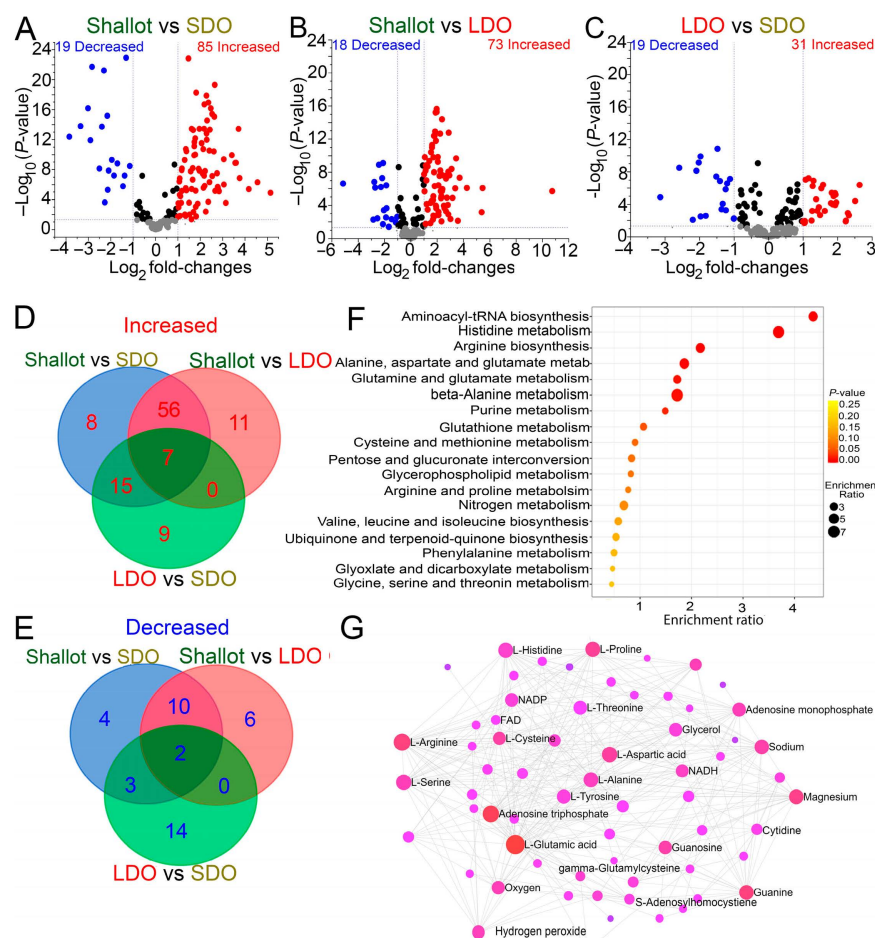 A
Shallot vs SDO
19 Decreased
85 Increased
24
20
16
12
8
4
0
−Log10(P-value)
-4 -3 -2 -1 0 1 2 3 4 5
Log2 fold-changes
B
Shallot vs LDO
18 Decreased
73 Increased
28
24
20
16
12
8
4
0
−Log10(P-value)
-6 -4 -2 0 2 4 6 8 10 12
Log2 fold-changes
C
LDO vs SDO
19 Decreased
31 Increased
24
20
16
12
8
4
0
-Log10(P-value)
-4 -3 -2 -1 0 1 2 3
Log2 fold-changes
D
Increased
Shallot vs SDO
Shallot vs LDO
8
56
11
7
15
0
9
LDO vs SDO
E
Decreased
Shallot vs SDO
Shallot vs LDO
4
10
6
2
3
0
14
LDO vs SDO
F
Aminoacyl-tRNA biosynthesis
Histidine metabolism
Arginine biosynthesis
Alanine, aspartate and glutamate metab
Glutamine and glutamate metabolism
beta-Alanine metabolism
Purine metabolism
Glutathione metabolism
Cysteine and methionine metabolism
Pentose and glucuronate interconversion
Glycerophospholipid metabolism
Arginine and proline metabolsim
Nitrogen metabolism
Valine, leucine and isoleucine biosynthesis
Ubiquinone and terpenoid-quinone biosynthesis
Phenylalanine metabolism
Glyoxlate and dicarboxylate metabolism
Glycine, serine and threonin metabolism
1 2 3 4
Enrichment ratio
P-value
0.25
0.20
0.15
0.10
0.05
0.00
Enrichment
Ratio
3
5
7
G
L-Histidine
L-Proline
NADP
L-Threonine
Adenosine monophosphate
FAD
Glycerol
L-Arginine
L-Cysteine
L-Aspartic acid
Sodium
L-Serine
L-Alanine
NADH
L-Tyrosine
Magnesium
Adenosine triphosphate
Cytidine
L-Glutamic acid
Guanosine
gamma-Glutamylcysteine
Oxygen
Guanine
S-Adenosylhomocystiene
Hydrogen peroxide